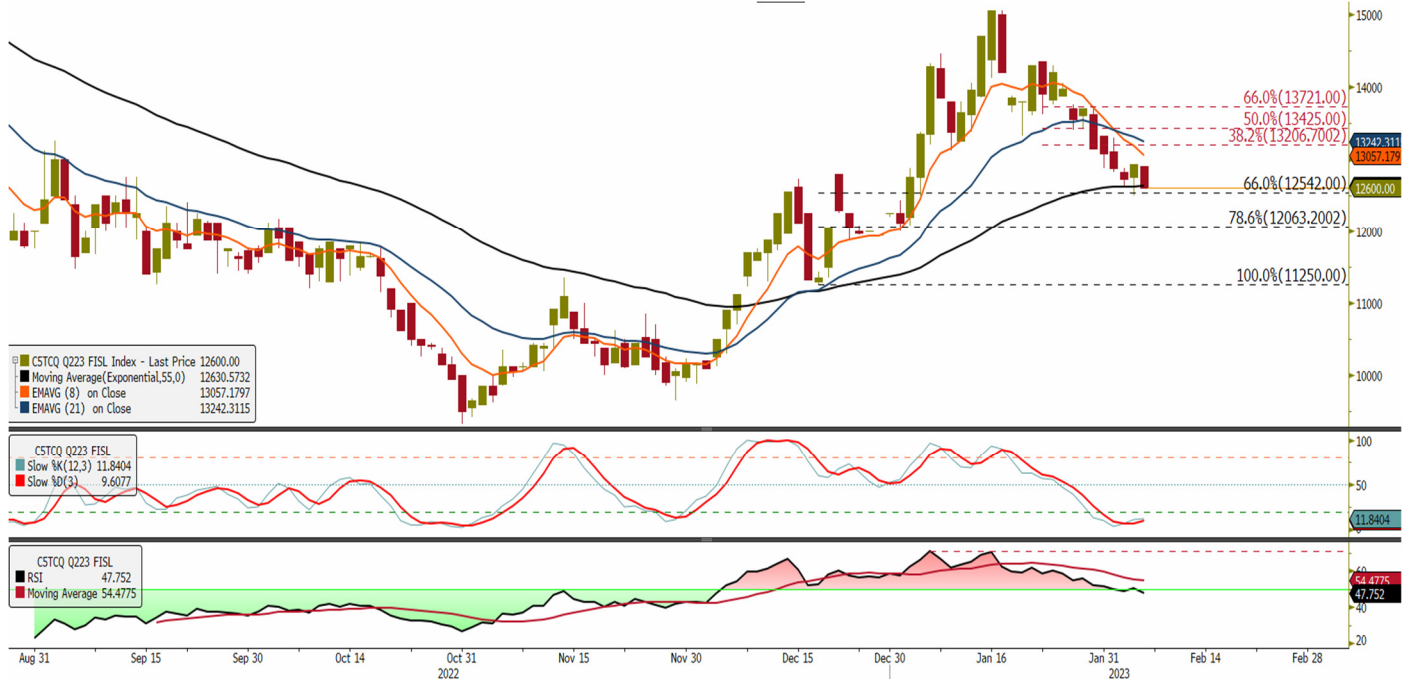 15000
14000
66.0%(13721.00)
50.0%(13425.00)
38.2%(13206.7002)
13242.311
13057.179
66.0%(12542.00)
12600.00
78.6%(12063.2002)
12000
100.0%(11250.00)
11000
10000
C5TCQ Q223 FISL Index - Last Price 12600.00
Moving Average(Exponential,55,0) 12630.5732
EMAVG (8) on Close 13057.1797
EMAVG (21) on Close 13242.3115
C5TCQ Q223 FISL
Slow %K(12,3) 11.8404
Slow %D(3) 9.6077
100
50
11.8404
0
C5TCQ Q223 FISL
RSI 47.752
Moving Average 54.4775
60
54.4775
47.752
40
20
Aug 31 Sep 15 Sep 30 Oct 14 Oct 31 Nov 15 Nov 30 Dec 15 Dec 30 Jan 16 Jan 31 Feb 14 Feb 28
2022 2023